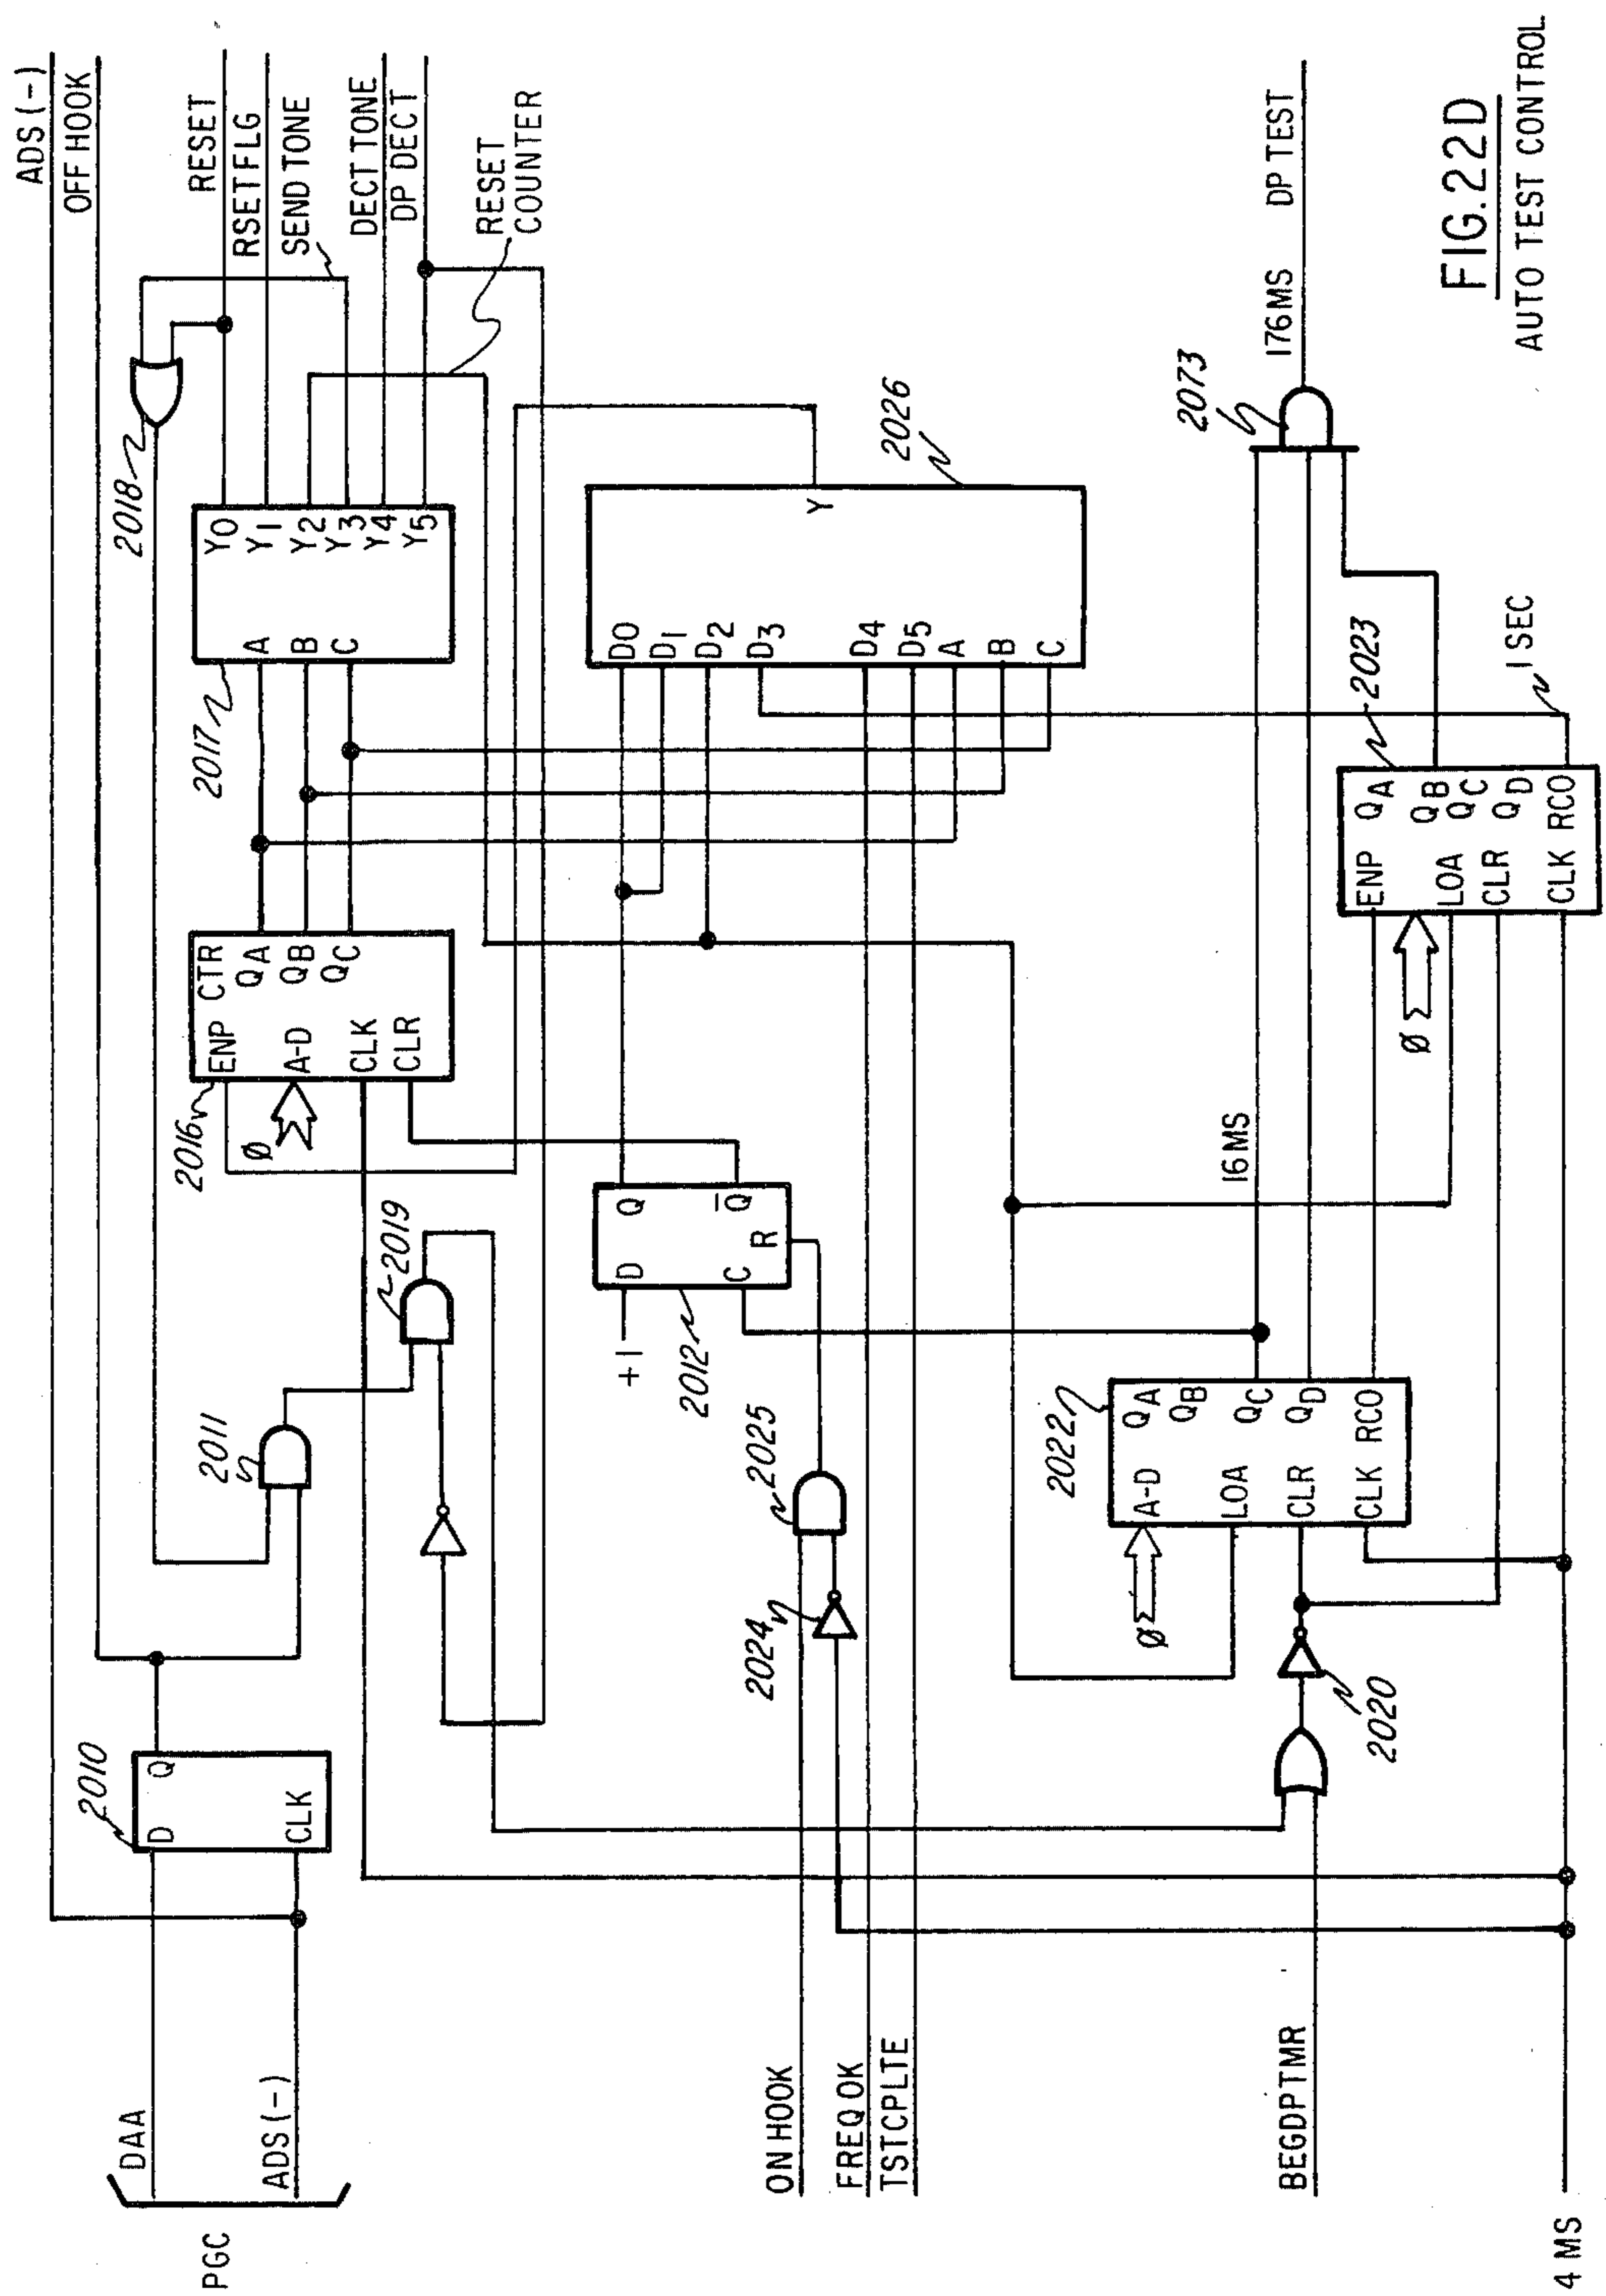 PGC
DAA
ADS (-)
2010
D
Q
CLK
ADS (-)
OFF HOOK
2011
2018
2016
ENP
CTR
Ø
A-D
QA
QB
QC
CLK
CLR
2017
A
B
C
Y0
Y1
Y2
Y3
Y4
Y5
RESET
RSETFLG
SEND TONE
DECT TONE
DP DECT
RESET
COUNTER
2019
+1
D
Q
C
Q
R
2012
2025
2024
ON HOOK
FREQ OK
TSTCPLTE
D0
D1
D2
D3
D4
D5
A
B
C
Y
2026
BEGDPTMR
2020
2022
Ø
A-D
LOA
CLR
CLK
QA
QB
QC
QD
RCO
16 MS
Ø
ENP
LOA
CLR
CLK
QA
QB
QC
QD
RCO
2023
1 SEC
2073
176 MS
DP TEST
4 MS
FIG. 22D
AUTO TEST CONTROL